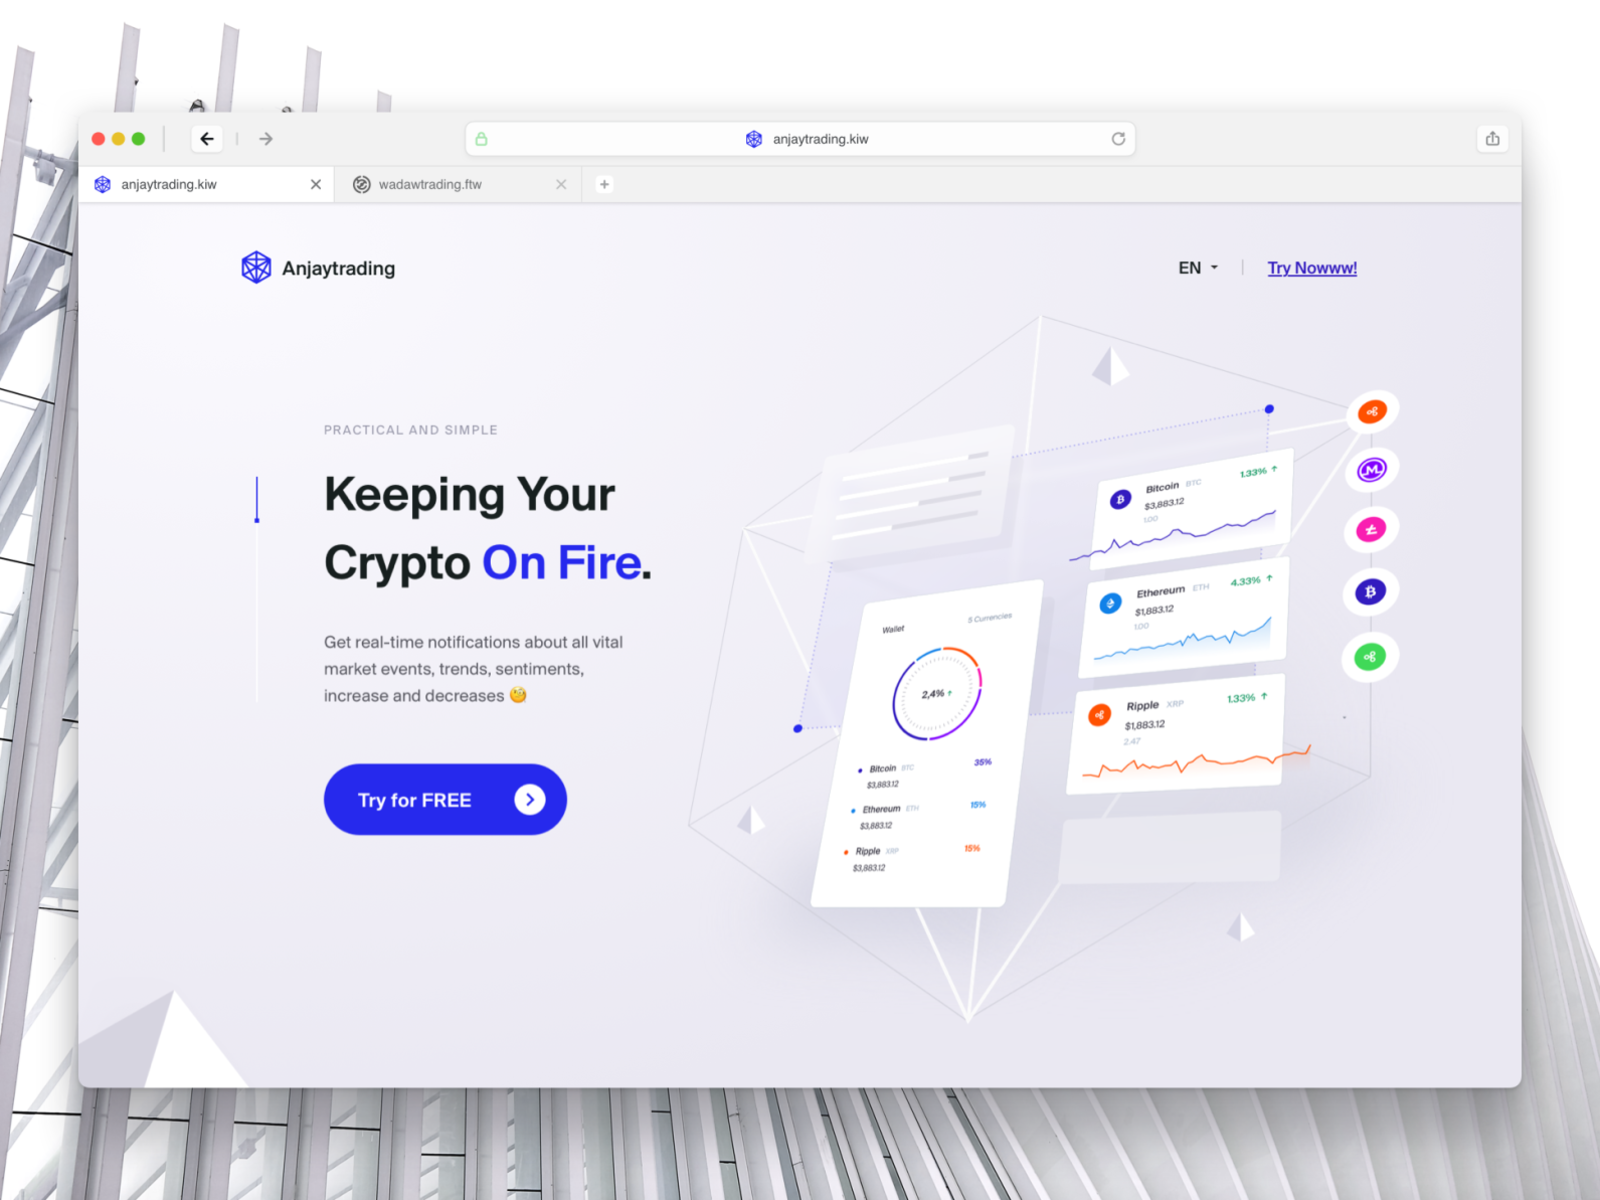 anjaytrading.kiw
anjaytrading.kiw
wadawtrading.ftw
Anjaytrading
EN
Try Nowww!
PRACTICAL AND SIMPLE
Keeping Your
Crypto On Fire.
Get real-time notifications about all vital
market events, trends, sentiments,
increase and decreases 🧐
Try for FREE
Bitcoin BTC 1.33%
$3,883.12
1.00
Ethereum ETH 4.33%
$1,883.12
1.00
Ripple XRP 1.33%
$1,883.12
2.47
Wallet 5 Currencies
2,4%
Bitcoin BTC 35%
$3,883.12
Ethereum ETH 15%
$3,883.12
Ripple XRP 15%
$3,883.12